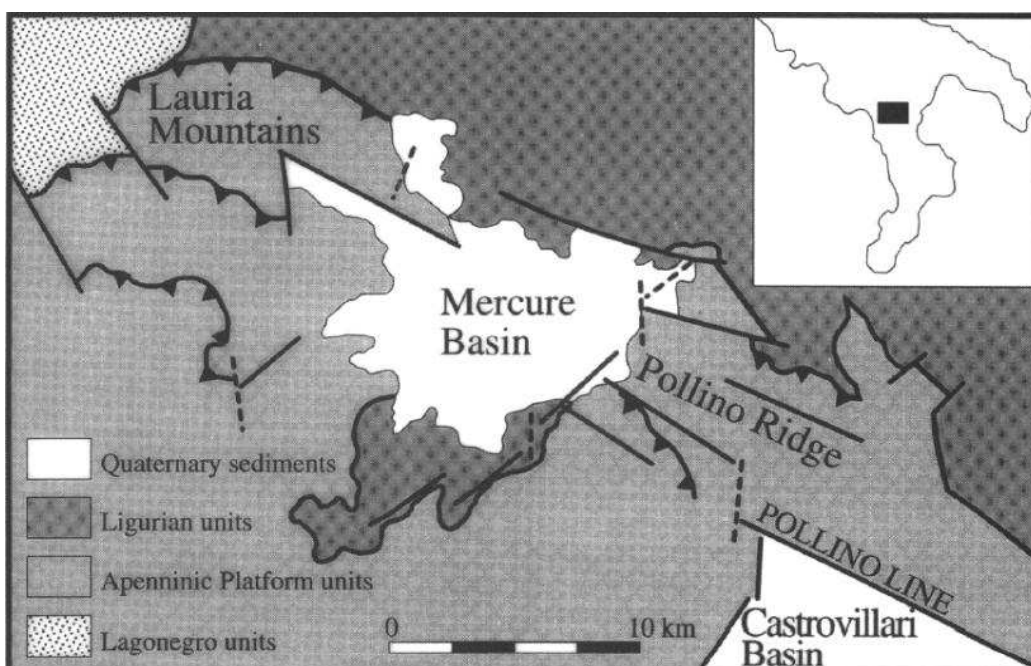 Lauria
Mountains
Mercure
Basin
Pollino Ridge
POLLINO LINE
Castrovillari
Basin
Quaternary sediments
Ligurian units
Apenninic Platform units
Lagonegro units
0 10 km